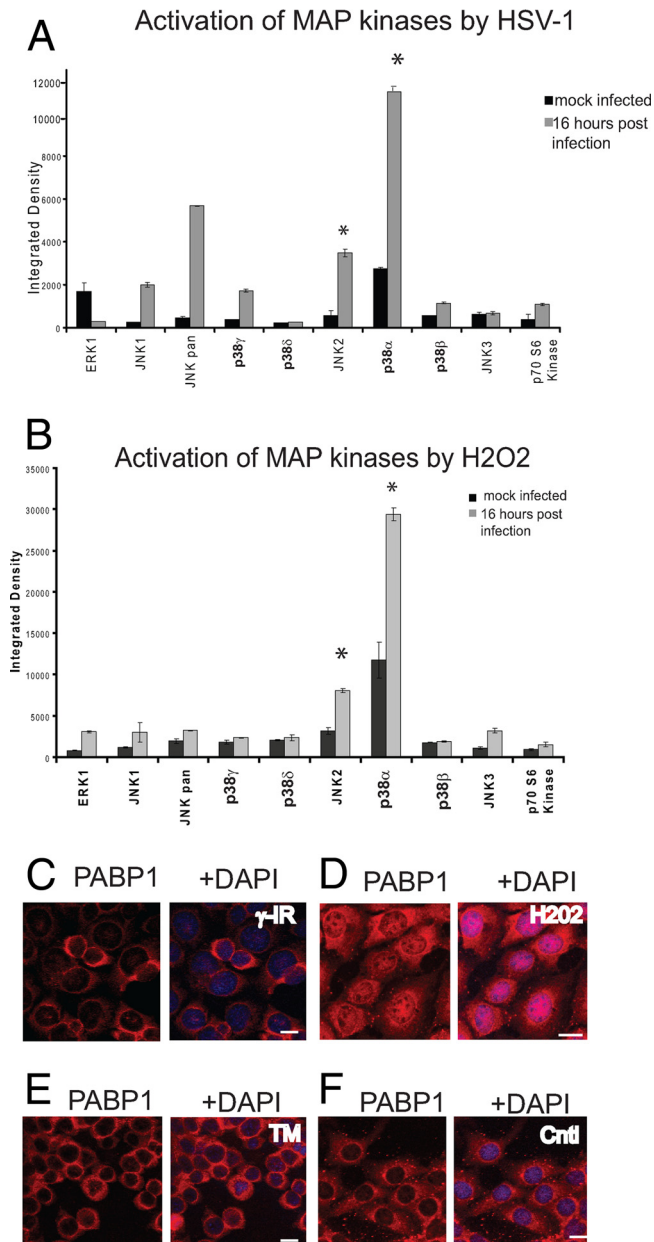 A
Activation of MAP kinases by HSV-1
Integrated Density
12000
10000
8000
6000
4000
2000
0
mock infected
16 hours post
infection
*
*
ERK1
JNK1
JNK pan
p38γ
p38δ
JNK2
p38α
p38β
JNK3
p70 S6
Kinase
B
Activation of MAP kinases by H2O2
Integrated Density
35000
30000
25000
20000
15000
10000
5000
0
mock infected
16 hours post
infection
*
*
ERK1
JNK1
JNK pan
p38γ
p38δ
JNK2
p38α
p38β
JNK3
p70 S6
Kinase
C PABP1 +DAPI
γ-IR
D PABP1 +DAPI
H202
E PABP1 +DAPI
TM
F PABP1 +DAPI
Cntl